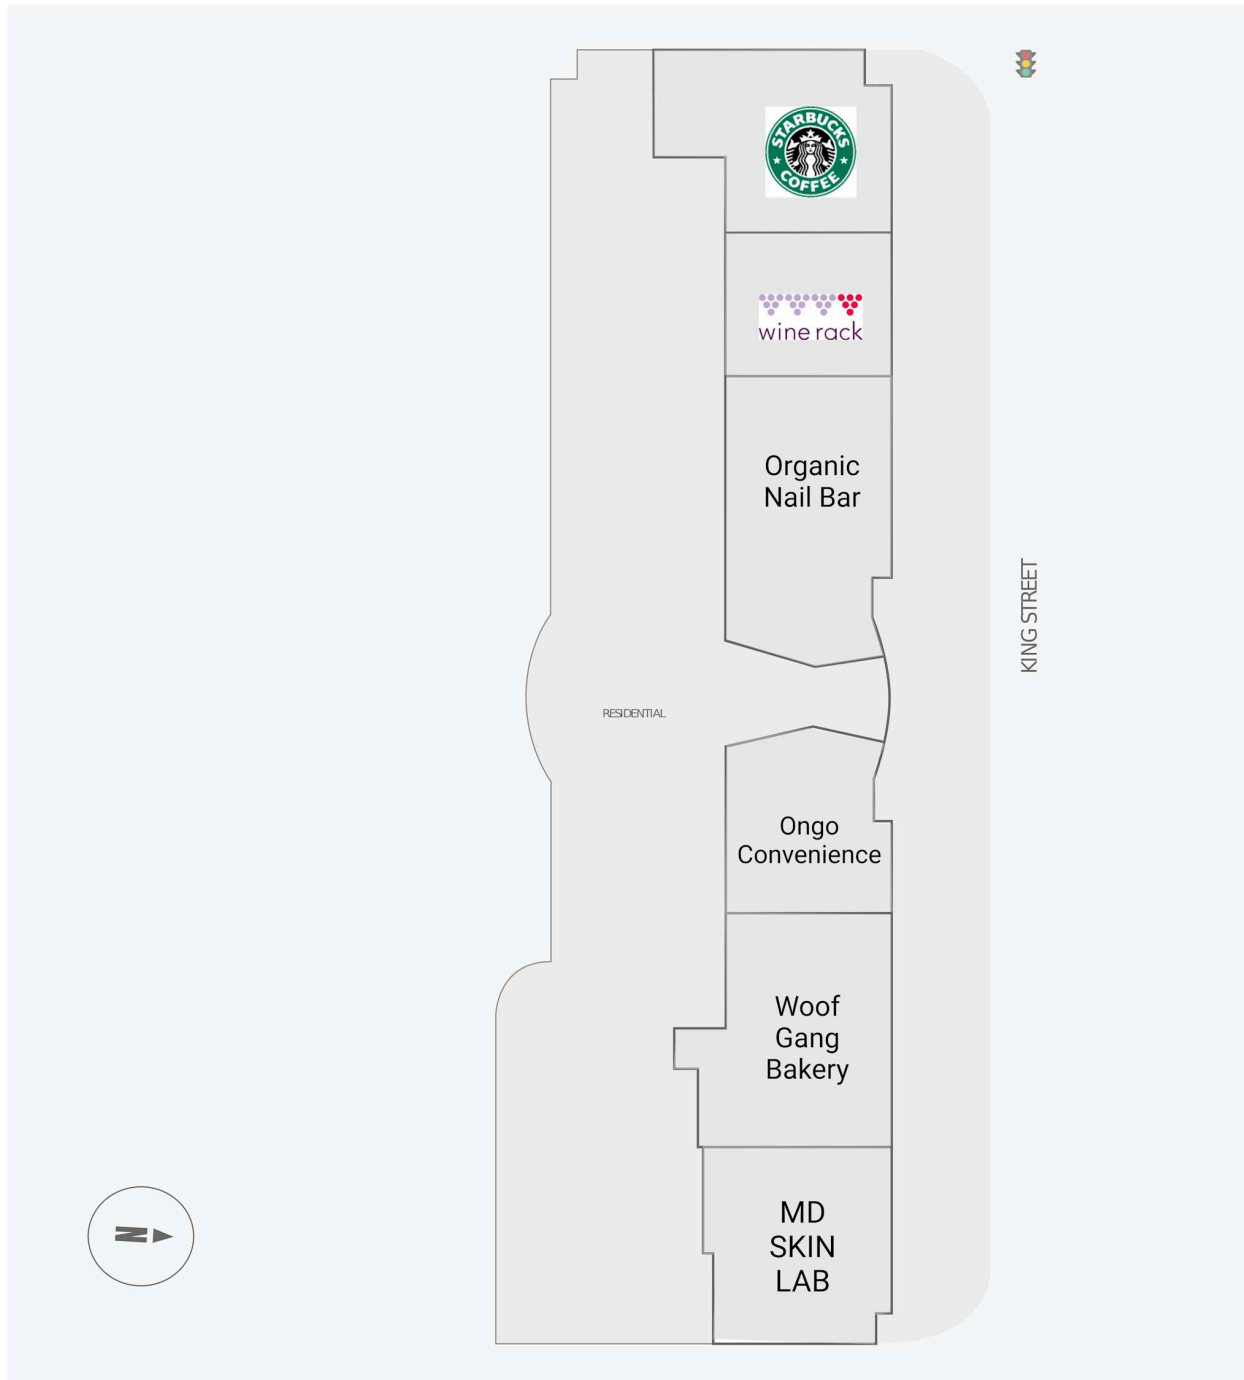 STARBUCKS
COFFEE
wine rack
Organic
Nail Bar
KING STREET
RESIDENTIAL
Ongo
Convenience
Woof
Gang
Bakery
MD
SKIN
LAB
N